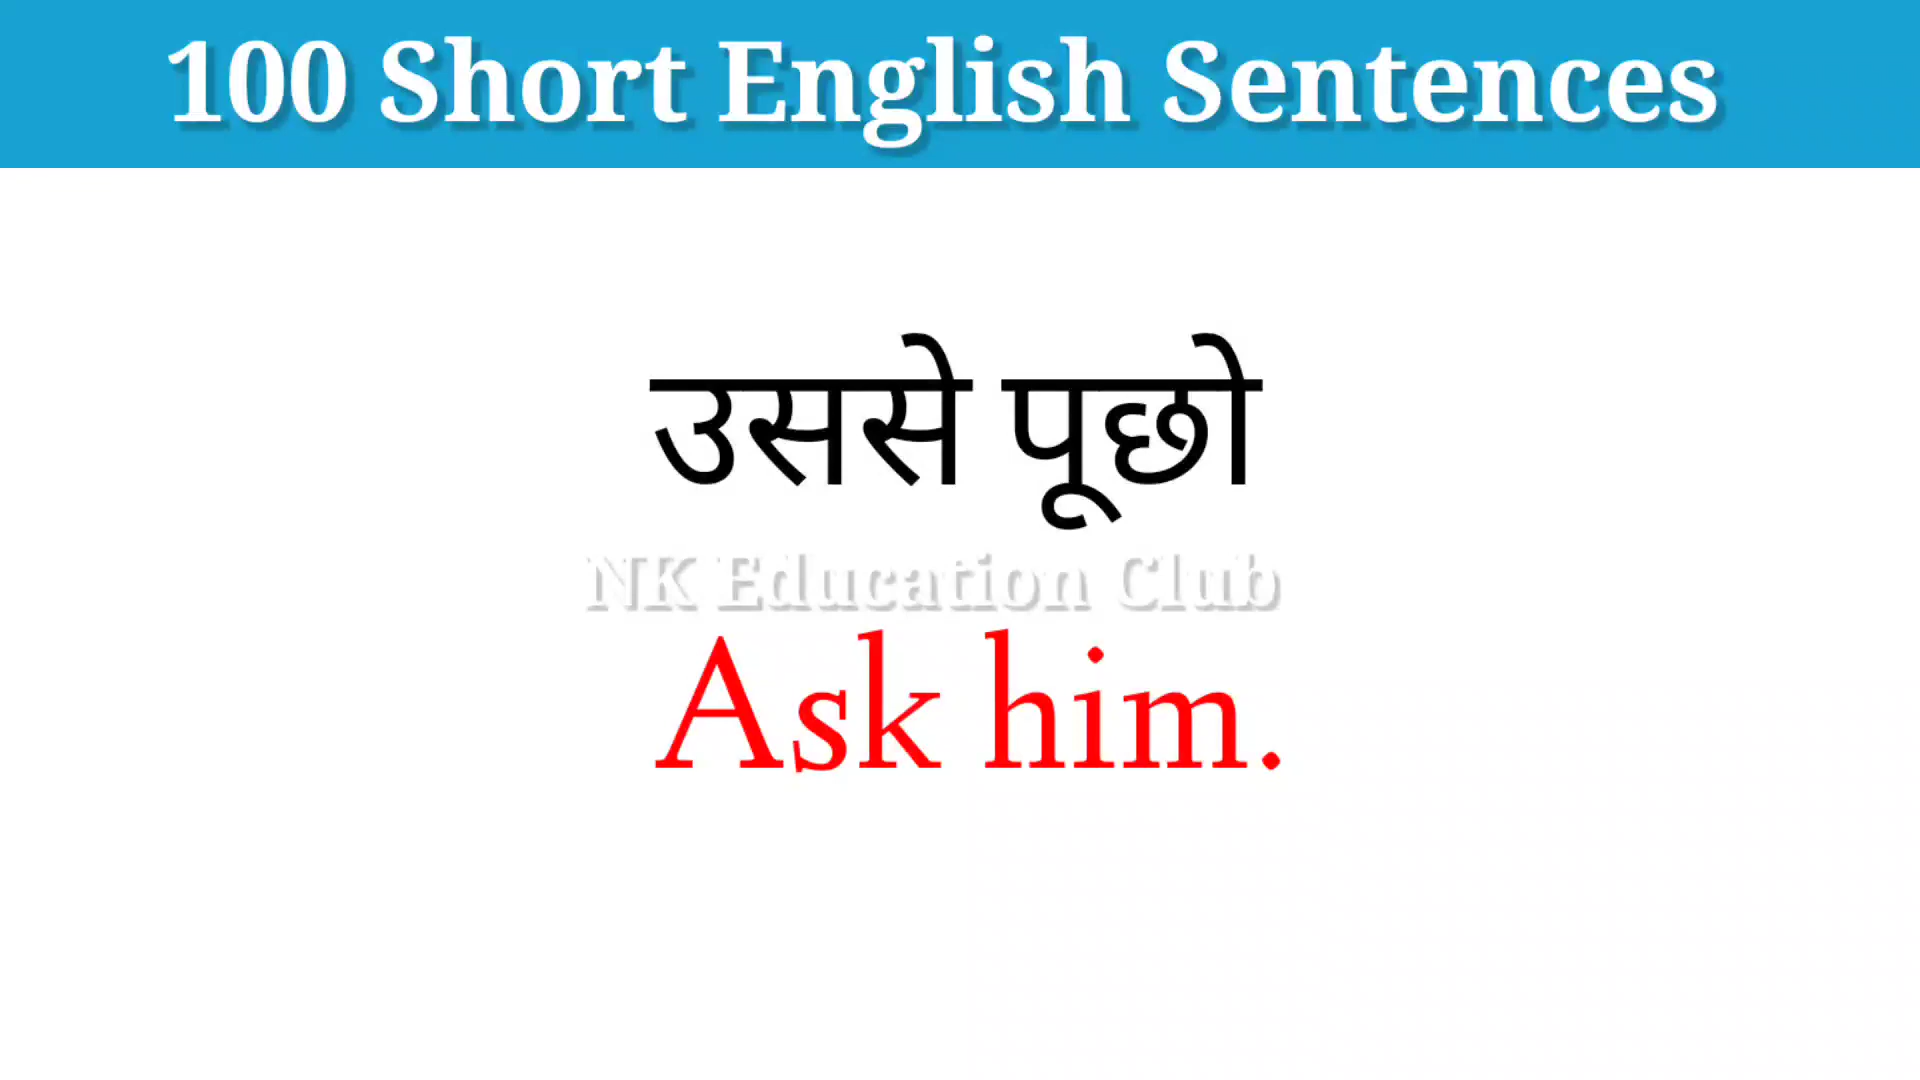 100 Short English Sentences
उससे पूछो
NK Education Club
Ask him.